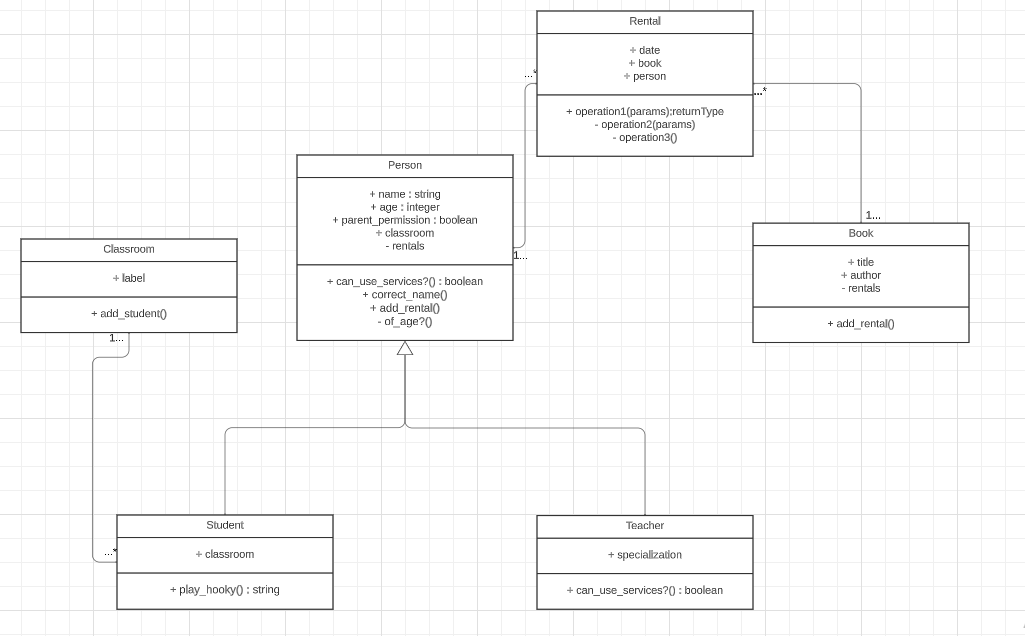 Rental
+ date
+ book
+ person
+ operation1(params);returnType
- operation2(params)
- operation3()
...*
...*
Person
+ name : string
+ age : integer
+ parent_permission : boolean
+ classroom
- rentals
+ can_use_services?() : boolean
+ correct_name()
+ add_rental()
- of_age?()
1...
1...
Book
+ title
+ author
- rentals
+ add_rental()
Classroom
+ label
+ add_student()
1...
...*
Student
+ classroom
+ play_hooky() : string
Teacher
+ specialization
+ can_use_services?() : boolean